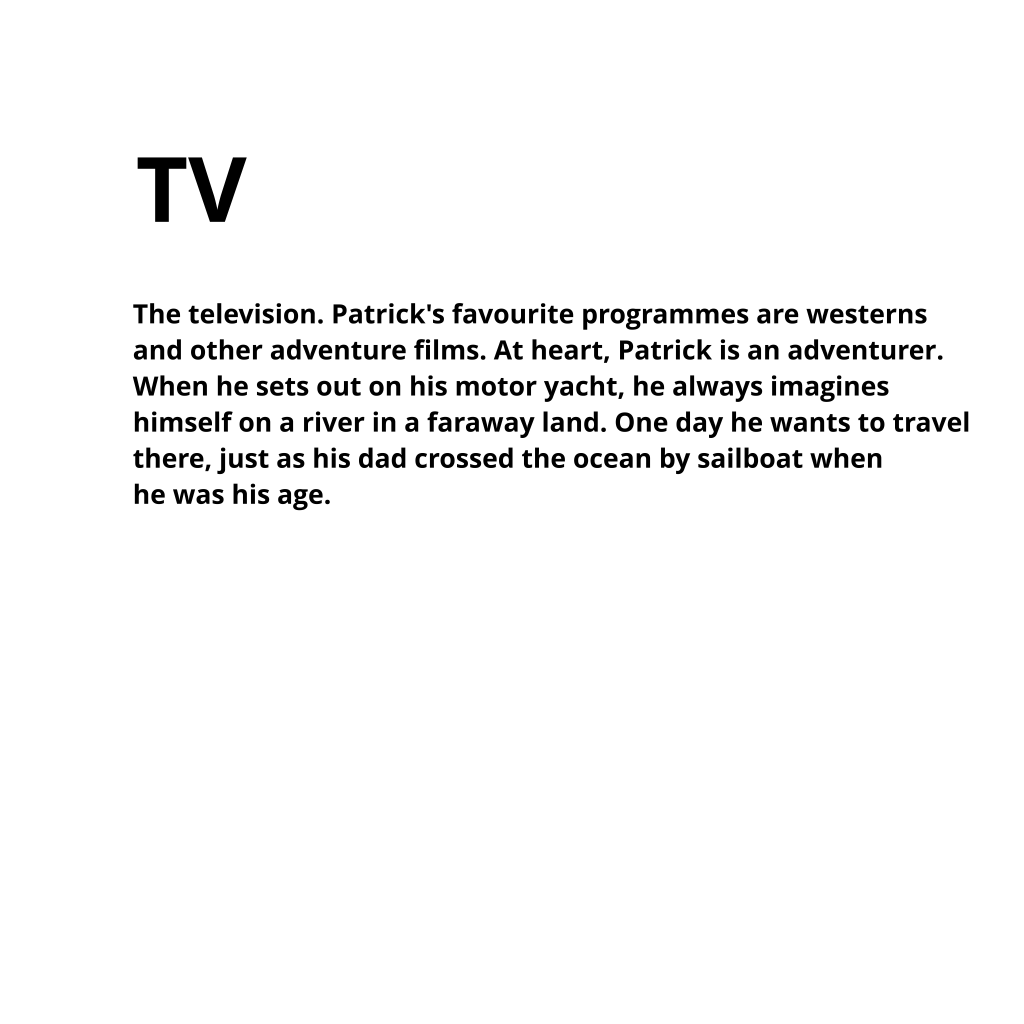 TV
The television. Patrick's favourite programmes are westerns
and other adventure films. At heart, Patrick is an adventurer.
When he sets out on his motor yacht, he always imagines
himself on a river in a faraway land. One day he wants to travel
there, just as his dad crossed the ocean by sailboat when
he was his age.